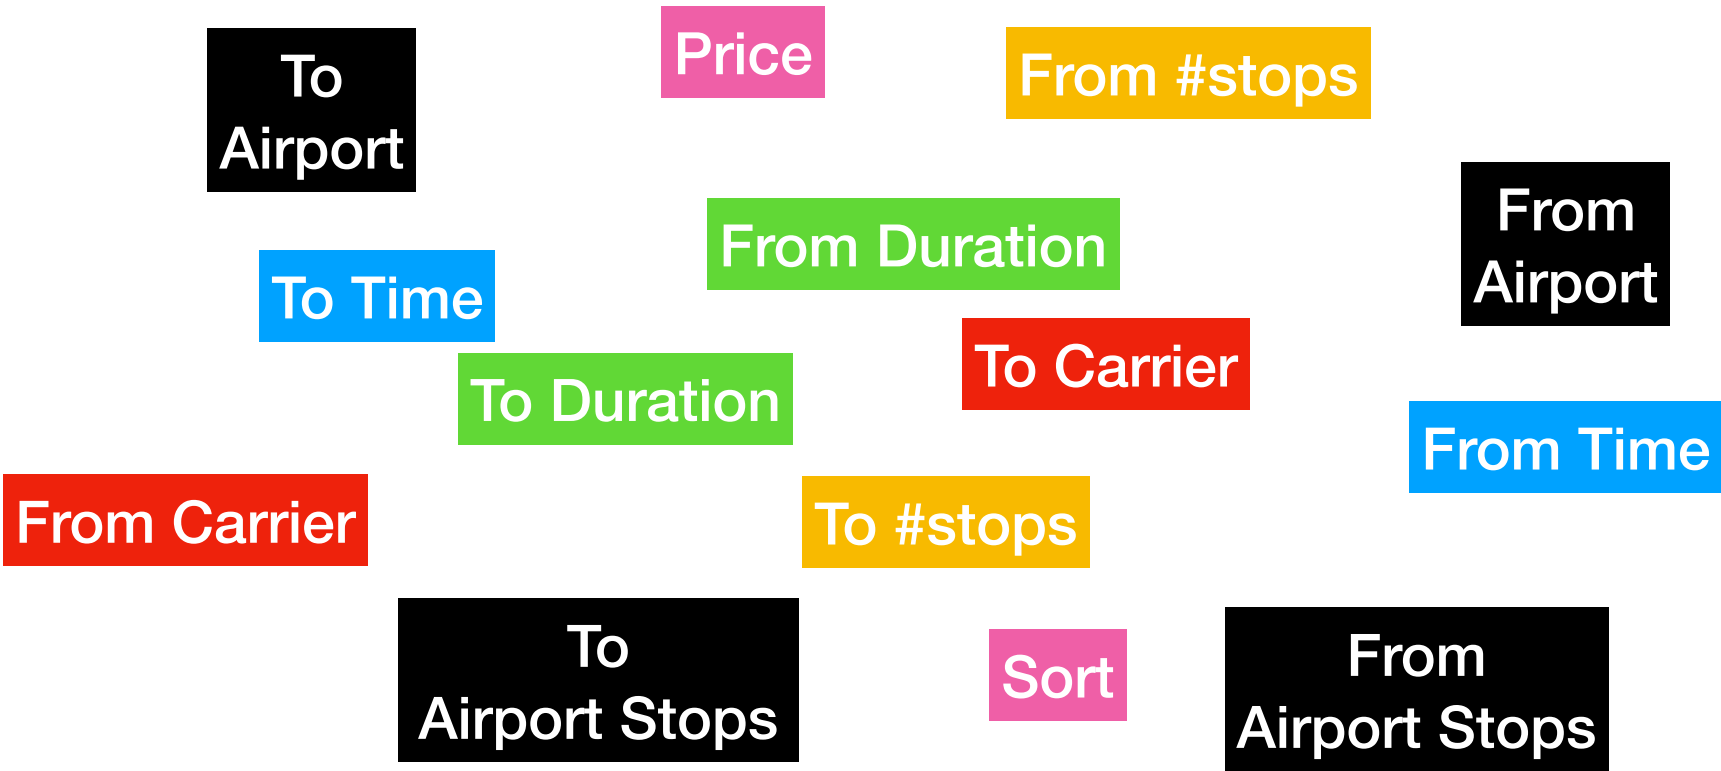 Price
To
Airport
From #stops
From
Airport
From Duration
To Time
To Carrier
To Duration
From Time
From Carrier
To #stops
To
Airport Stops
Sort
From
Airport Stops